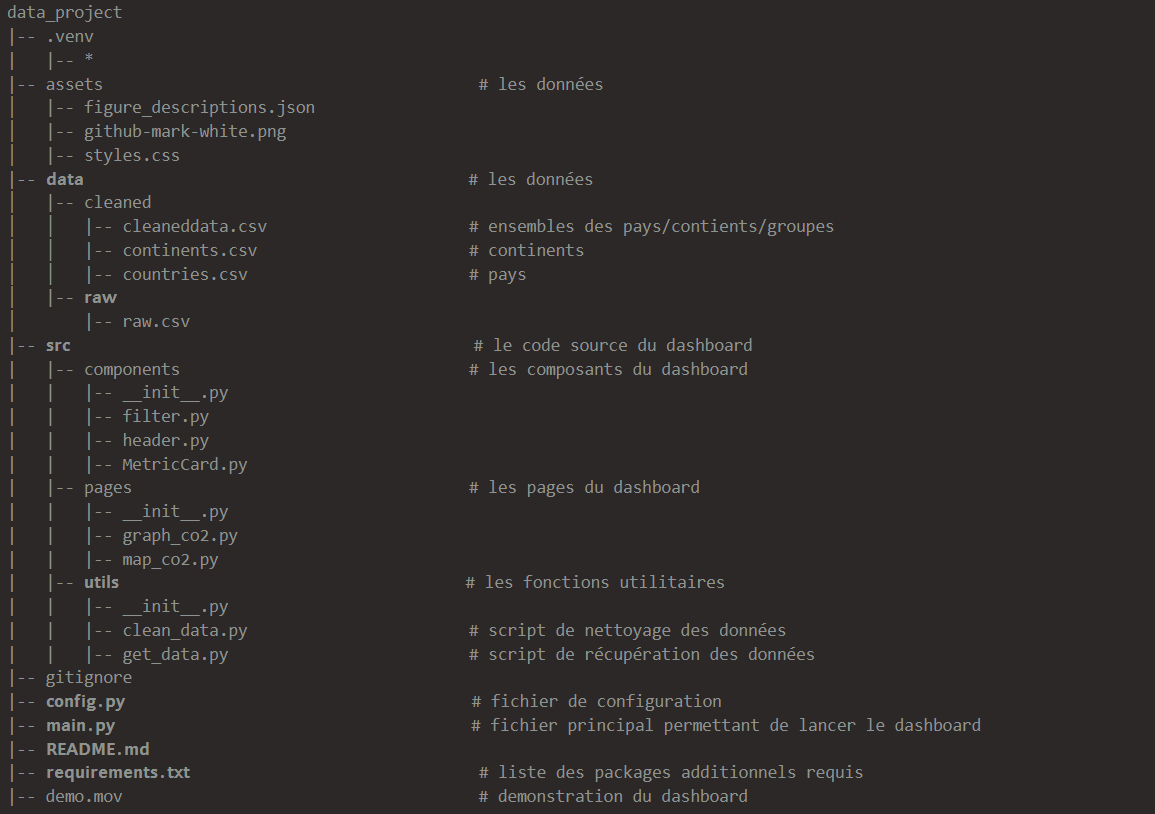 data_project
|-- .venv
|   |-- *
|-- assets                                       # les données
|   |-- figure_descriptions.json
|   |-- github-mark-white.png
|   |-- styles.css
|-- data                                        # les données
|   |-- cleaned
|   |   |-- cleaneddata.csv                     # ensembles des pays/contients/groupes
|   |   |-- continents.csv                      # continents
|   |   |-- countries.csv                       # pays
|   |-- raw
|       |-- raw.csv
|-- src                                          # le code source du dashboard
|   |-- components                              # les composants du dashboard
|   |   |-- __init__.py
|   |   |-- filter.py
|   |   |-- header.py
|   |   |-- MetricCard.py
|   |-- pages                                   # les pages du dashboard
|   |   |-- __init__.py
|   |   |-- graph_co2.py
|   |   |-- map_co2.py
|   |-- utils                                   # les fonctions utilitaires
|   |   |-- __init__.py
|   |   |-- clean_data.py                       # script de nettoyage des données
|   |   |-- get_data.py                         # script de récupération des données
|-- gitignore
|-- config.py                                    # fichier de configuration
|-- main.py                                      # fichier principal permettant de lancer le dashboard
|-- README.md
|-- requirements.txt                             # liste des packages additionnels requis
|-- demo.mov                                     # demonstration du dashboard